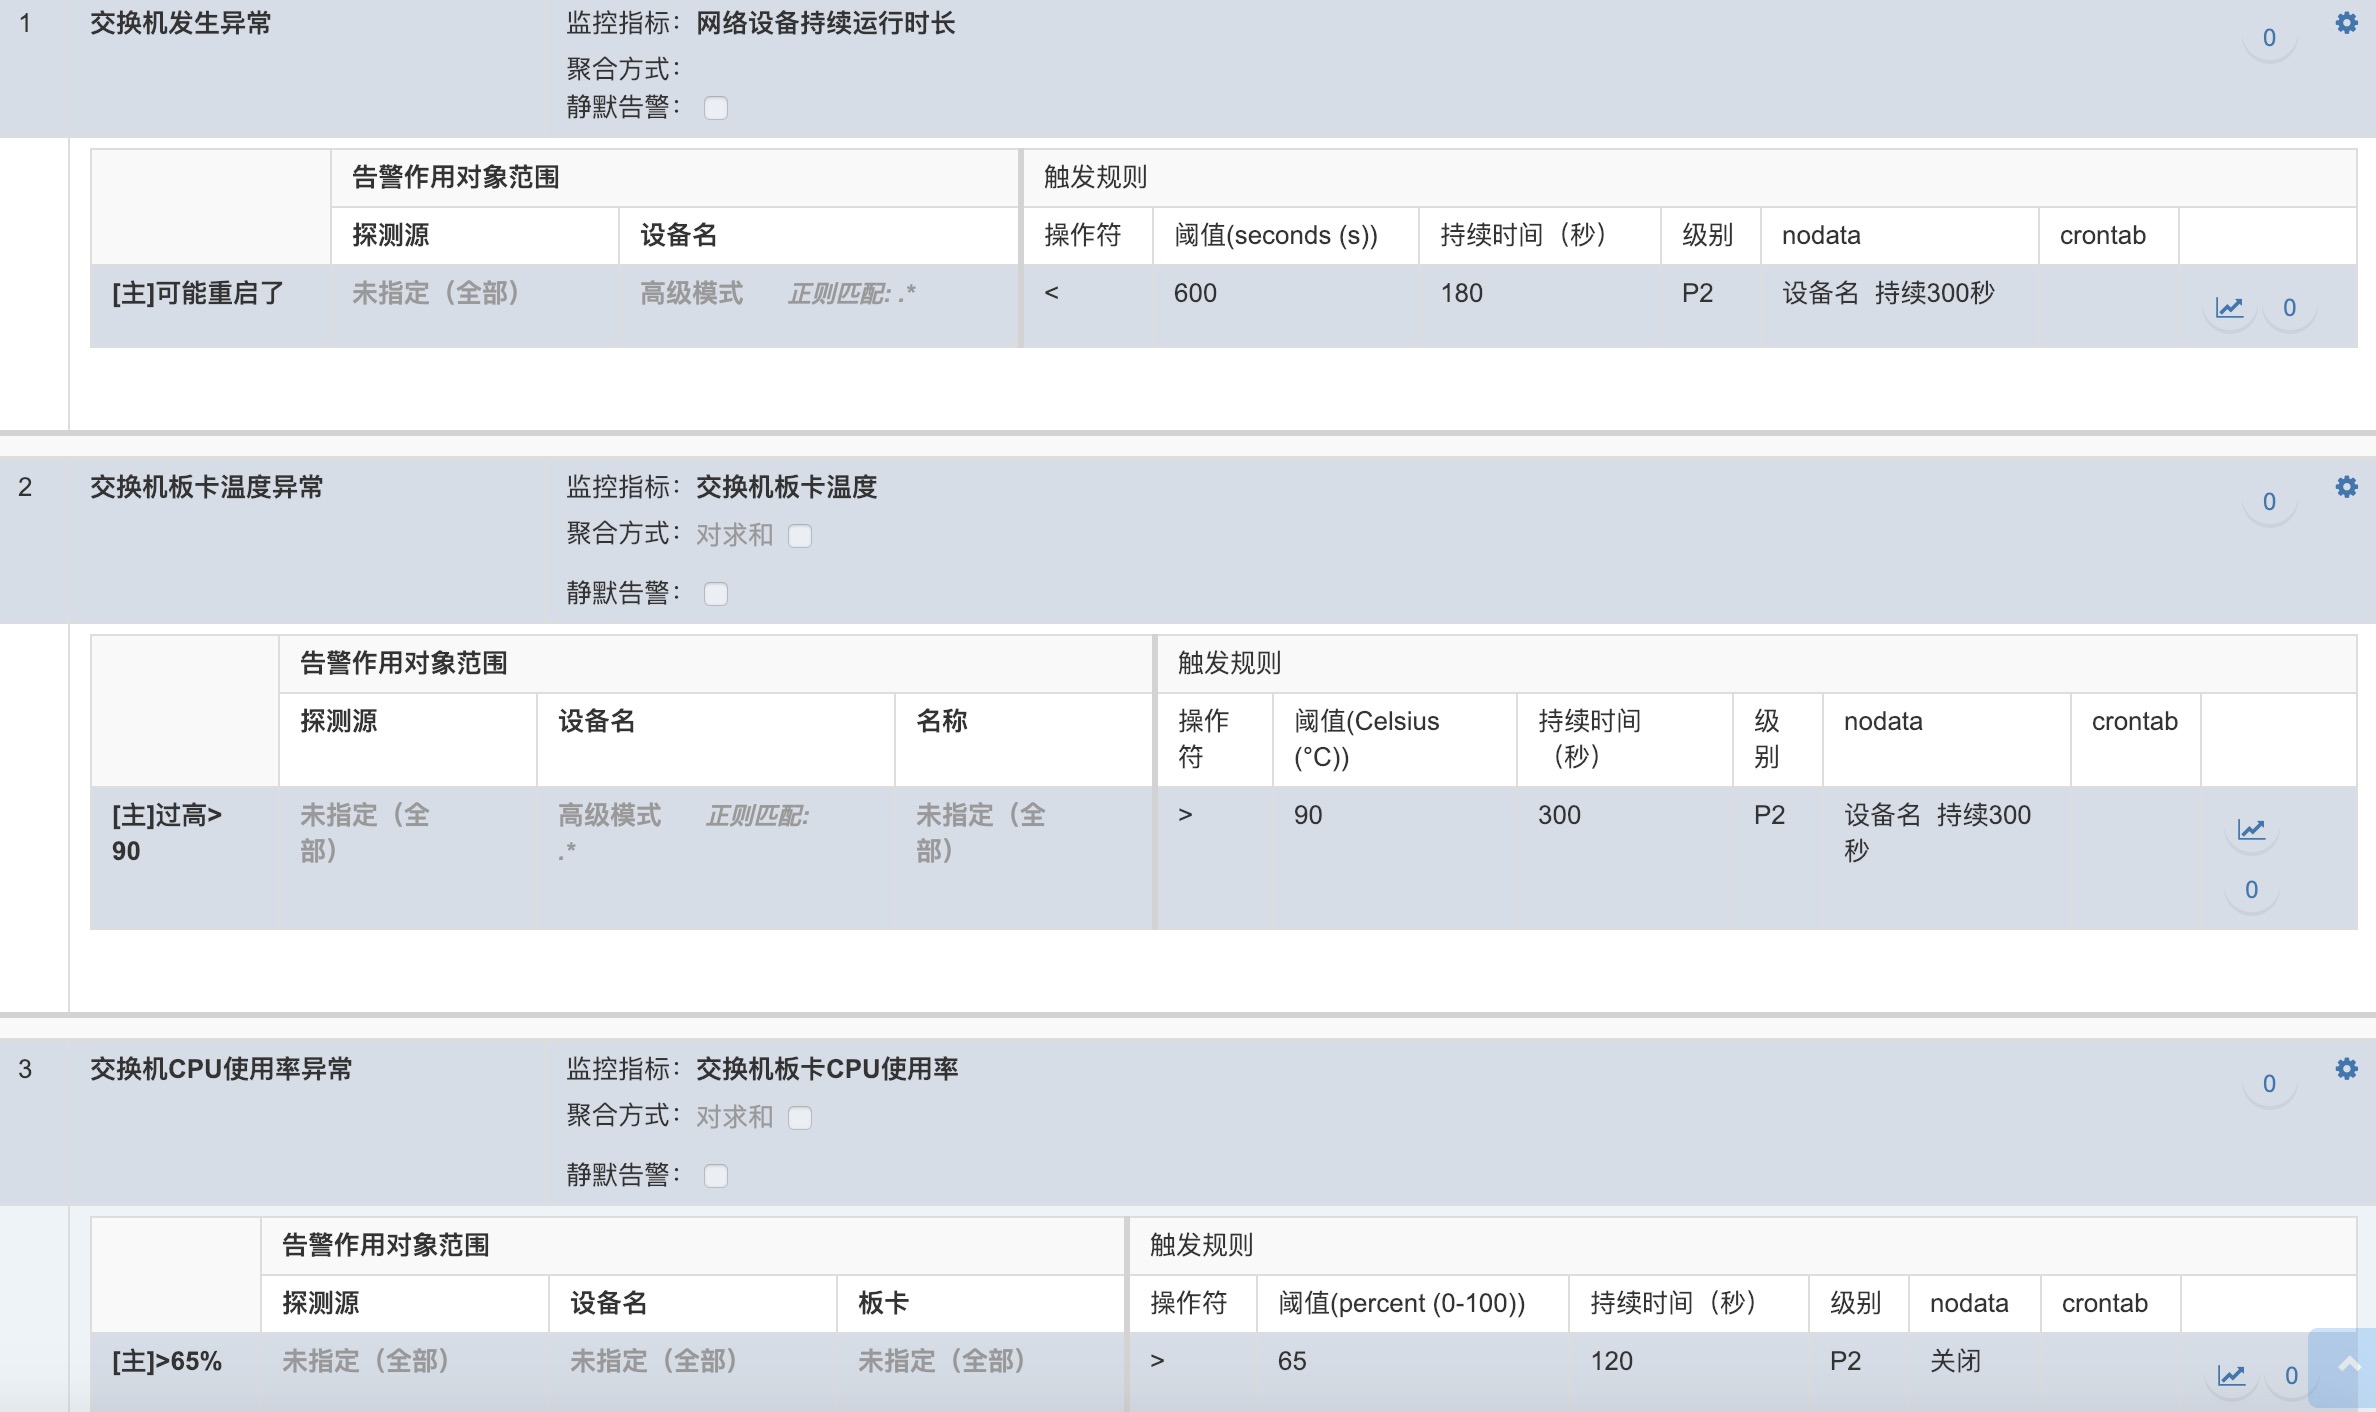 1 交换机发生异常 监控指标：网络设备持续运行时长 0
聚合方式：
静默告警：
告警作用对象范围 触发规则
探测源 设备名 操作符 阈值(seconds (s)) 持续时间（秒） 级别 nodata crontab
[主]可能重启了 未指定（全部） 高级模式 正则匹配: .* < 600 180 P2 设备名 持续300秒 0
2 交换机板卡温度异常 监控指标：交换机板卡温度 0
聚合方式：对求和
静默告警：
告警作用对象范围 触发规则
探测源 设备名 名称 操作
符 阈值(Celsius
(°C)) 持续时间
（秒） 级
别 nodata crontab
[主]过高>
90 未指定（全
部） 高级模式 正则匹配:
.* 未指定（全
部） > 90 300 P2 设备名 持续300
秒 0
3 交换机CPU使用率异常 监控指标：交换机板卡CPU使用率 0
聚合方式：对求和
静默告警：
告警作用对象范围 触发规则
探测源 设备名 板卡 操作符 阈值(percent (0-100)) 持续时间（秒） 级别 nodata crontab
[主]>65% 未指定（全部） 未指定（全部） 未指定（全部） > 65 120 P2 关闭 0